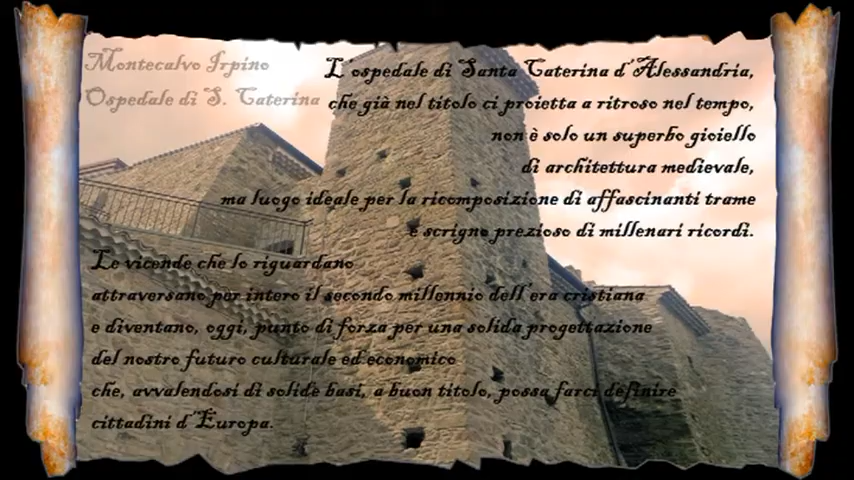 Montecalvo Irpino
Ospedale di S. Caterina
L'ospedale di Santa Caterina d'Alessandria,
che già nel titolo ci proietta a ritroso nel tempo,
non è solo un superbo gioiello
di architettura medievale,
ma luogo ideale per la ricomposizione di affascinanti trame
e scrigno prezioso di millenari ricordi.
Le vicende che lo riguardano
attraversano per intero il secondo millennio dell'era cristiana
e diventano, oggi, punto di forza per una solida progettazione
del nostro futuro culturale ed economico
che, avvalendosi di solide basi, a buon titolo, possa farci definire
cittadini d'Europa.